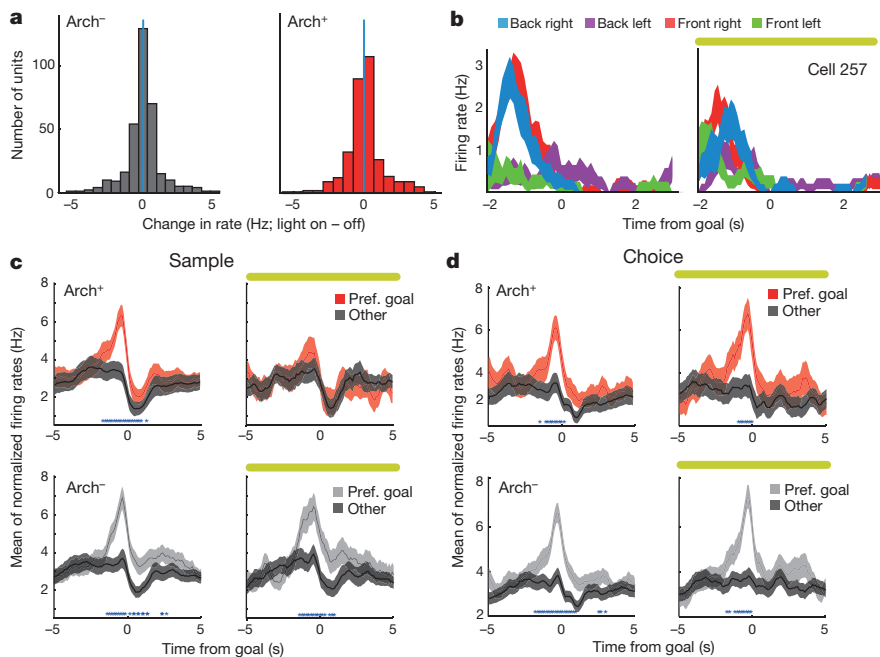 a
Arch⁻
Arch⁺
Number of units
100
50
0
−5 0 5
−5 0 5
Change in rate (Hz; light on – off)
b
Back right Back left Front right Front left
Cell 257
Firing rate (Hz)
3
2
1
−2 0 2
−2 0 2
Time from goal (s)
c
Sample
Arch⁺
Pref. goal
Other
Mean of normalized firing rates (Hz)
8
6
4
2
−5 0 5
−5 0 5
Arch⁻
Pref. goal
Other
8
6
4
2
−5 0 5
−5 0 5
Time from goal (s)
d
Choice
Arch⁺
Pref. goal
Other
Mean of normalized firing rates (Hz)
8
6
4
2
−5 0 5
−5 0 5
Arch⁻
Pref. goal
Other
8
6
4
2
−5 0 5
−5 0 5
Time from goal (s)